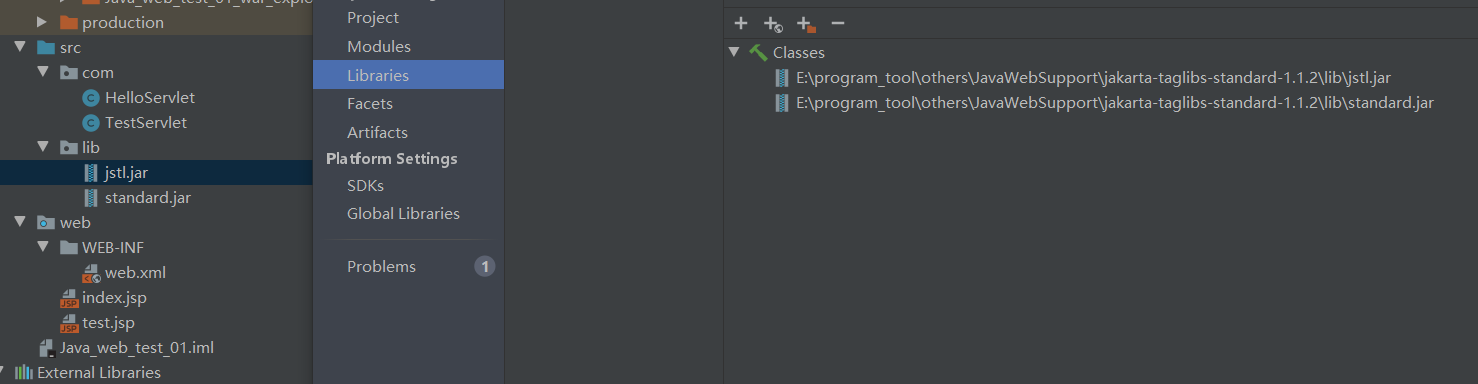 Java_web_test_01_war_explo
production
src
com
HelloServlet
TestServlet
lib
jstl.jar
standard.jar
web
WEB-INF
web.xml
index.jsp
test.jsp
Java_web_test_01.iml
External Libraries
Project
Modules
Libraries
Facets
Artifacts
Platform Settings
SDKs
Global Libraries
Problems 1
Classes
E:\program_tool\others\JavaWebSupport\jakarta-taglibs-standard-1.1.2\lib\jstl.jar
E:\program_tool\others\JavaWebSupport\jakarta-taglibs-standard-1.1.2\lib\standard.jar